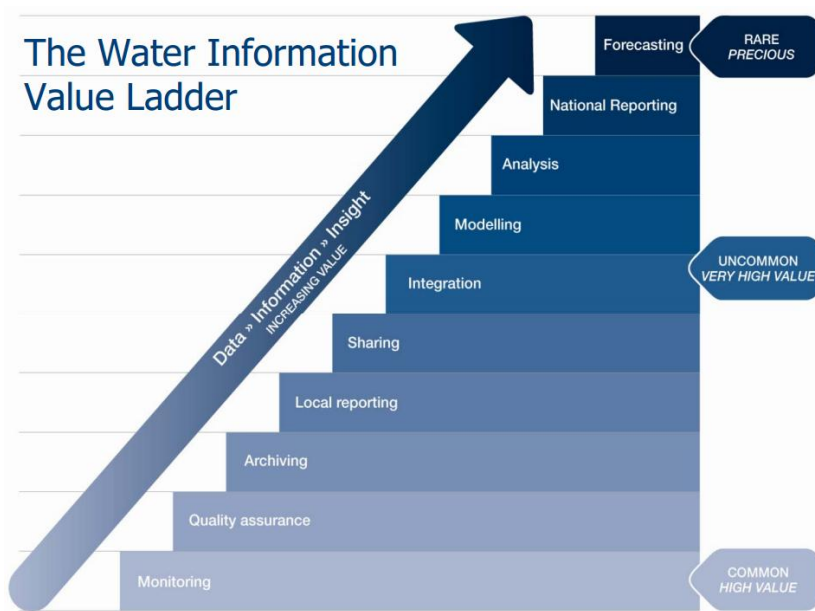 The Water Information
Value Ladder
Forecasting
RARE
PRECIOUS
National Reporting
Analysis
Modelling
Data » Information » Insight
INCREASING VALUE
Integration
UNCOMMON
VERY HIGH VALUE
Sharing
Local reporting
Archiving
Quality assurance
Monitoring
COMMON
HIGH VALUE